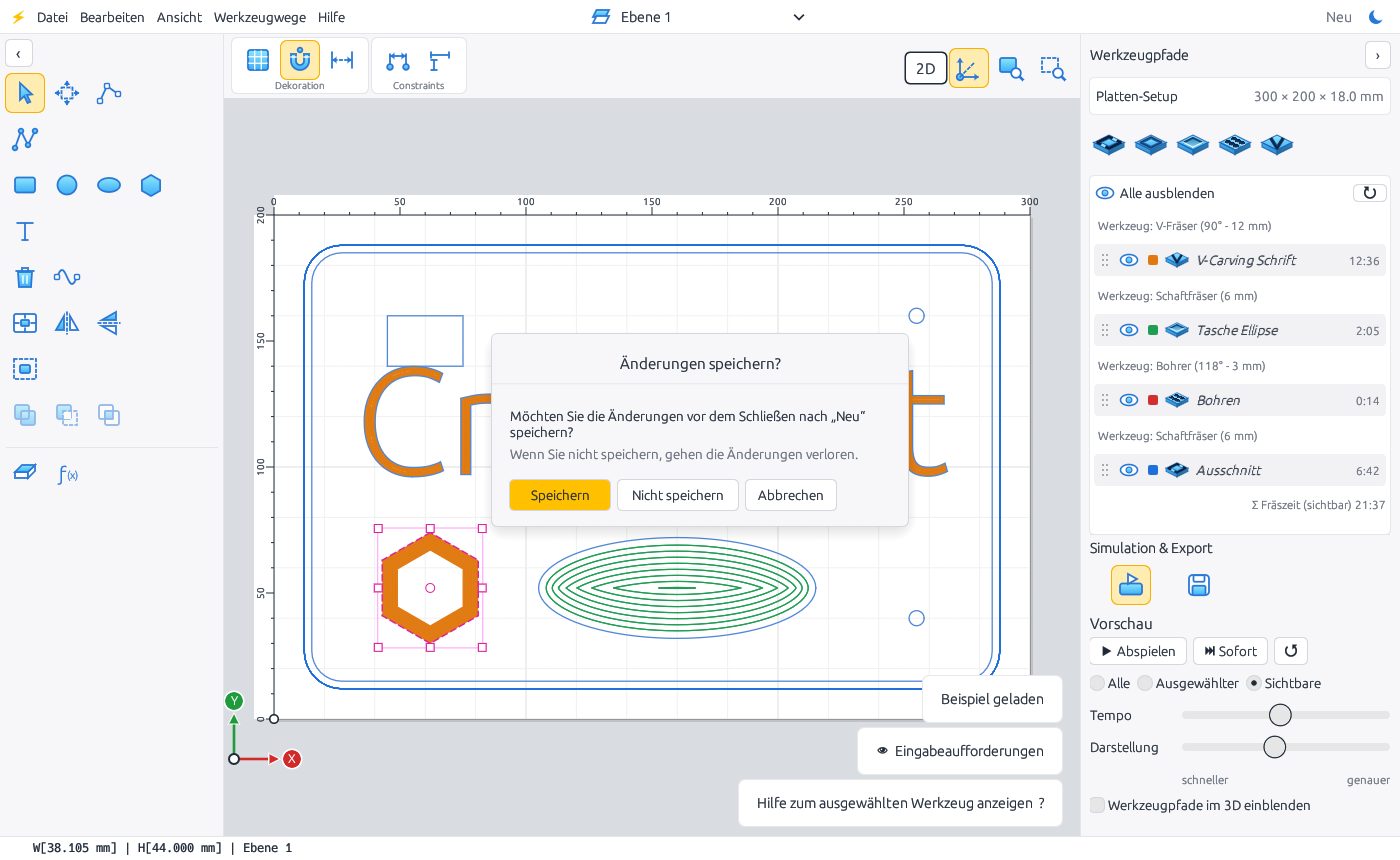 Datei Bearbeiten Ansicht Werkzeugwege Hilfe
Ebene 1
Neu
Dekoration
Constraints
2D
Werkzeugpfade
Platten-Setup 300 × 200 × 18.0 mm
Alle ausblenden
Werkzeug: V-Fräser (90° - 12 mm)
V-Carving Schrift 12:36
Werkzeug: Schaftfräser (6 mm)
Tasche Ellipse 2:05
Werkzeug: Bohrer (118° - 3 mm)
Bohren 0:14
Werkzeug: Schaftfräser (6 mm)
Ausschnitt 6:42
Σ Fräszeit (sichtbar) 21:37
Simulation & Export
Vorschau
Abspielen
Sofort
Alle Ausgewählter Sichtbare
Tempo
Darstellung
schneller genauer
Werkzeugpfade im 3D einblenden
0 50 100 150 200 250 300
200
150
100
50
0
Cr
t
Änderungen speichern?
Möchten Sie die Änderungen vor dem Schließen nach „Neu“
speichern?
Wenn Sie nicht speichern, gehen die Änderungen verloren.
Speichern Nicht speichern Abbrechen
f(x)
Y
X
Beispiel geladen
Eingabeaufforderungen
Hilfe zum ausgewählten Werkzeug anzeigen ?
W[38.105 mm] | H[44.000 mm] | Ebene 1